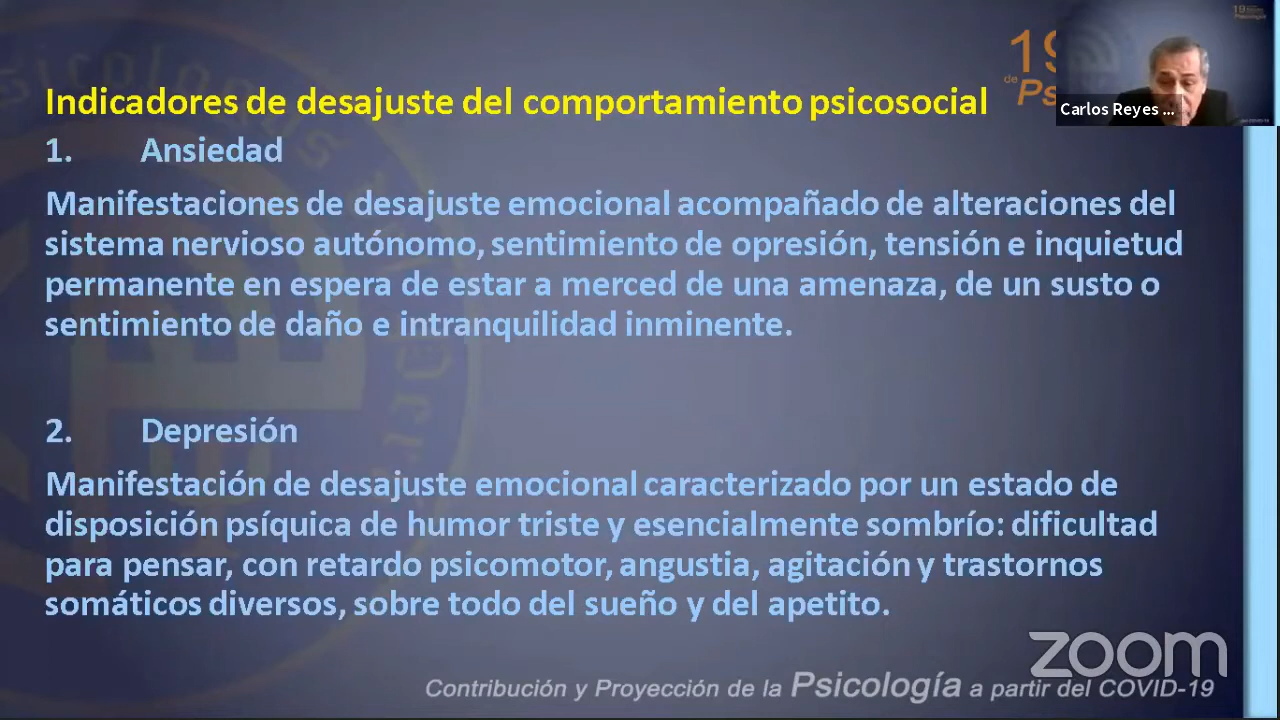 Indicadores de desajuste del comportamiento psicosocial
1. Ansiedad
Manifestaciones de desajuste emocional acompañado de alteraciones del
sistema nervioso autónomo, sentimiento de opresión, tensión e inquietud
permanente en espera de estar a merced de una amenaza, de un susto o
sentimiento de daño e intranquilidad inminente.
2. Depresión
Manifestación de desajuste emocional caracterizado por un estado de
disposición psíquica de humor triste y esencialmente sombrío: dificultad
para pensar, con retardo psicomotor, angustia, agitación y trastornos
somáticos diversos, sobre todo del sueño y del apetito.
zoom
Contribución y Proyección de la Psicología a partir del COVID-19
19
de Ps
Carlos Reyes ...